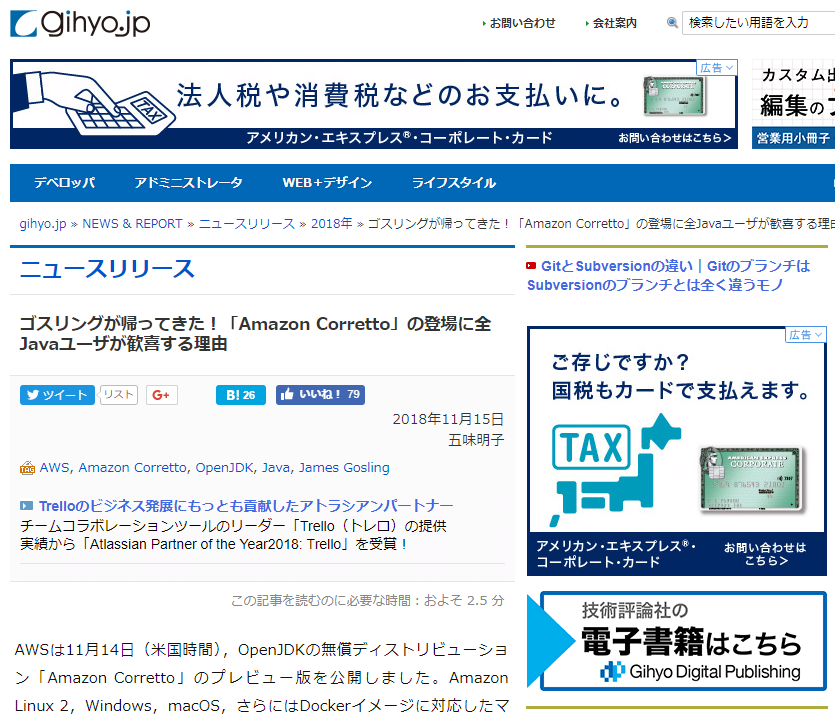 gihyo.jp
お問い合わせ
会社案内
検索したい用語を入力
広告
法人税や消費税などのお支払いに。
TAX
アメリカン・エキスプレス®・コーポレート・カード
お問い合わせはこちら>
カスタム出
編集の
営業用小冊子
デベロッパ
アドミニストレータ
WEB+デザイン
ライフスタイル
gihyo.jp » NEWS & REPORT » ニュースリリース » 2018年 » ゴスリングが帰ってきた！「Amazon Corretto」の登場に全Javaユーザが歓喜する理由
ニュースリリース
ゴスリングが帰ってきた！「Amazon Corretto」の登場に全
Javaユーザが歓喜する理由
ツイート
リスト
G+
B! 26
いいね！ 79
2018年11月15日
五味明子
AWS, Amazon Corretto, OpenJDK, Java, James Gosling
Trelloのビジネス発展にもっとも貢献したアトラシアンパートナー
チームコラボレーションツールのリーダー「Trello（トレロ）の提供
実績から「Atlassian Partner of the Year2018: Trello」を受賞！
この記事を読むのに必要な時間：およそ 2.5 分
AWSは11月14日（米国時間），OpenJDKの無償ディストリビューショ
ン「Amazon Corretto」のプレビュー版を公開しました。Amazon
Linux 2，Windows，macOS，さらにはDockerイメージに対応したマ
GitとSubversionの違い｜Gitのブランチは
Subversionのブランチとは全く違うモノ
広告
ご存じですか？
国税もカードで支払えます。
TAX
AMERICAN EXPRESS
CORPORATE
アメリカン・エキスプレス®・
コーポレート・カード
お問い合わせは
こちら>
技術評論社の
電子書籍はこちら
Gihyo Digital Publishing